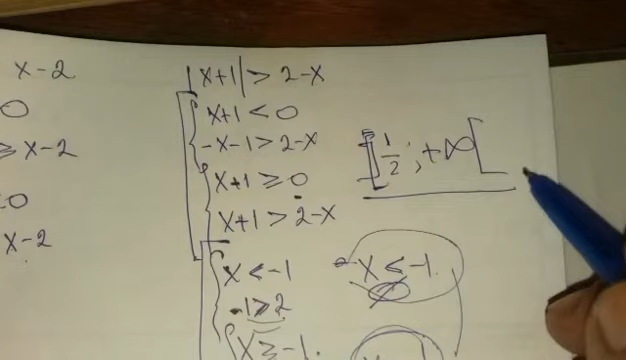 x-2
0
≥ x-2
<0
x-2
|x+1| > 2-x
x+1 < 0
-x-1 > 2-x
x+1 ≥ 0
x+1 > 2-x
x < -1
-1 ≥ 2
x ≥ -1
1/2 ; +∞[
x ≤ -1